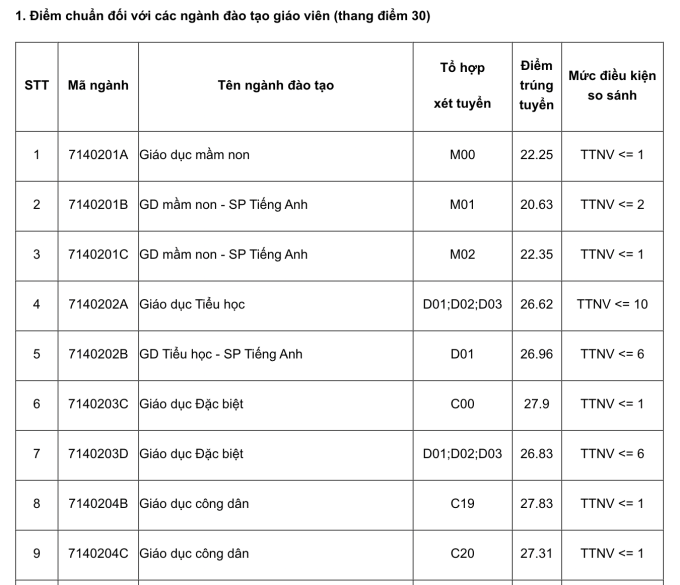 1. Điểm chuẩn đối với các ngành đào tạo giáo viên (thang điểm 30)
STT Mã ngành Tên ngành đào tạo Tổ hợp xét tuyển Điểm trúng tuyển Mức điều kiện so sánh
1 7140201A Giáo dục mầm non M00 22.25 TTNV <= 1
2 7140201B GD mầm non - SP Tiếng Anh M01 20.63 TTNV <= 2
3 7140201C GD mầm non - SP Tiếng Anh M02 22.35 TTNV <= 1
4 7140202A Giáo dục Tiểu học D01;D02;D03 26.62 TTNV <= 10
5 7140202B GD Tiểu học - SP Tiếng Anh D01 26.96 TTNV <= 6
6 7140203C Giáo dục Đặc biệt C00 27.9 TTNV <= 1
7 7140203D Giáo dục Đặc biệt D01;D02;D03 26.83 TTNV <= 6
8 7140204B Giáo dục công dân C19 27.83 TTNV <= 1
9 7140204C Giáo dục công dân C20 27.31 TTNV <= 1